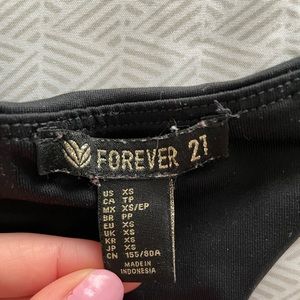 FOREVER 21
US XS
CA TP
MX XS/EP
BR PP
EU XS
UK XS
KR XS
JP XS
CN 155/80A
MADE IN
INDONESIA